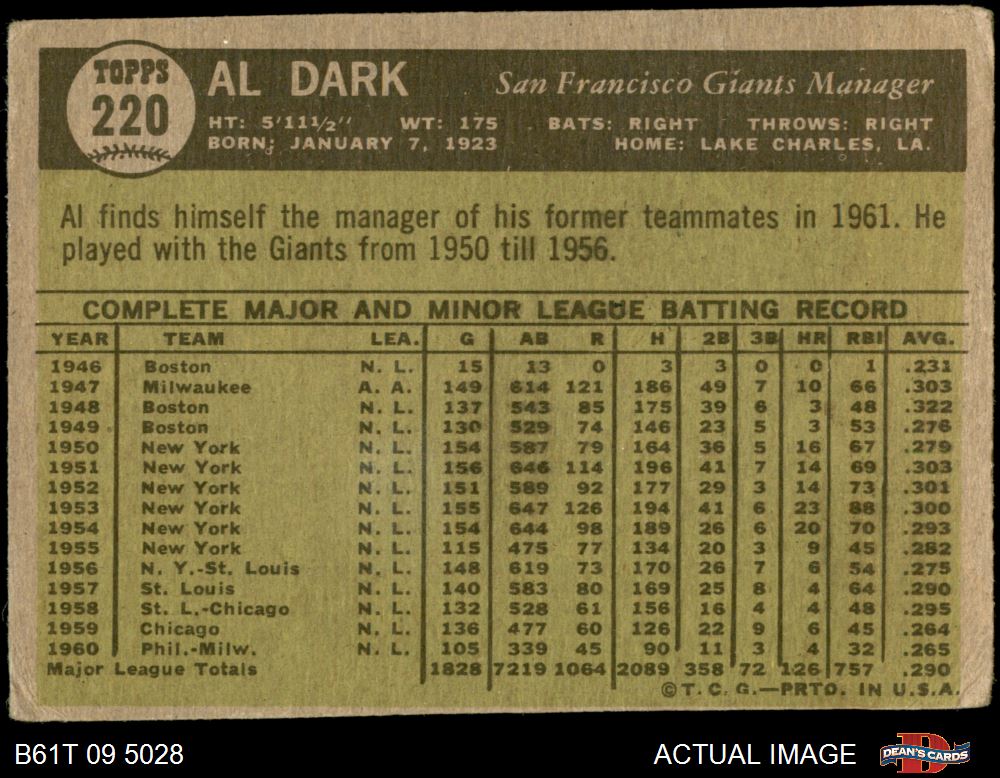 TOPPS
220
AL DARK San Francisco Giants Manager
HT: 5'11½" WT: 175 BATS: RIGHT THROWS: RIGHT
BORN: JANUARY 7, 1923 HOME: LAKE CHARLES, LA.
Al finds himself the manager of his former teammates in 1961. He
played with the Giants from 1950 till 1956.
COMPLETE MAJOR AND MINOR LEAGUE BATTING RECORD
YEAR TEAM LEA. G AB R H 2B 3B HR RBI AVG.
1946 Boston N. L. 15 13 0 3 3 0 0 1 .231
1947 Milwaukee A. A. 149 614 121 186 49 7 10 66 .303
1948 Boston N. L. 137 543 85 175 39 6 3 48 .322
1949 Boston N. L. 130 529 74 146 23 5 3 53 .276
1950 New York N. L. 154 587 79 164 36 5 16 67 .279
1951 New York N. L. 156 646 114 196 41 7 14 69 .303
1952 New York N. L. 151 589 92 177 29 3 14 73 .301
1953 New York N. L. 155 647 126 194 41 6 23 88 .300
1954 New York N. L. 154 644 98 189 26 6 20 70 .293
1955 New York N. L. 115 475 77 134 20 3 9 45 .282
1956 N. Y.-St. Louis N. L. 148 619 73 170 26 7 6 54 .275
1957 St. Louis N. L. 140 583 80 169 25 8 4 64 .290
1958 St. L.-Chicago N. L. 132 528 61 156 16 4 4 48 .295
1959 Chicago N. L. 136 477 60 126 22 9 6 45 .264
1960 Phil.-Milw. N. L. 105 339 45 90 11 3 4 32 .265
Major League Totals 1828 7219 1064 2089 358 72 126 757 .290
© T. C. G.—PRTD. IN U.S.A.
B61T 09 5028 ACTUAL IMAGE DEAN'S CARDS